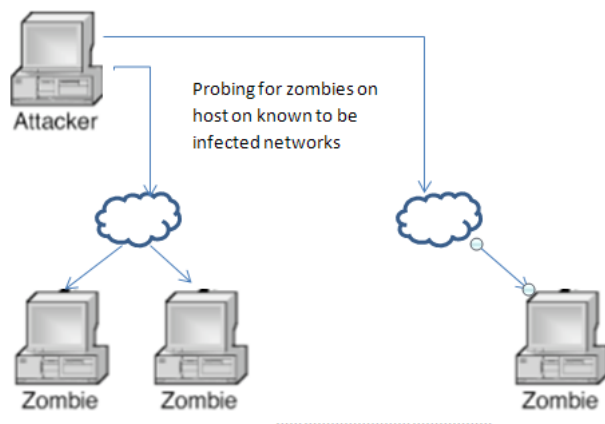 Attacker
Probing for zombies on
host on known to be
infected networks
Zombie
Zombie
Zombie